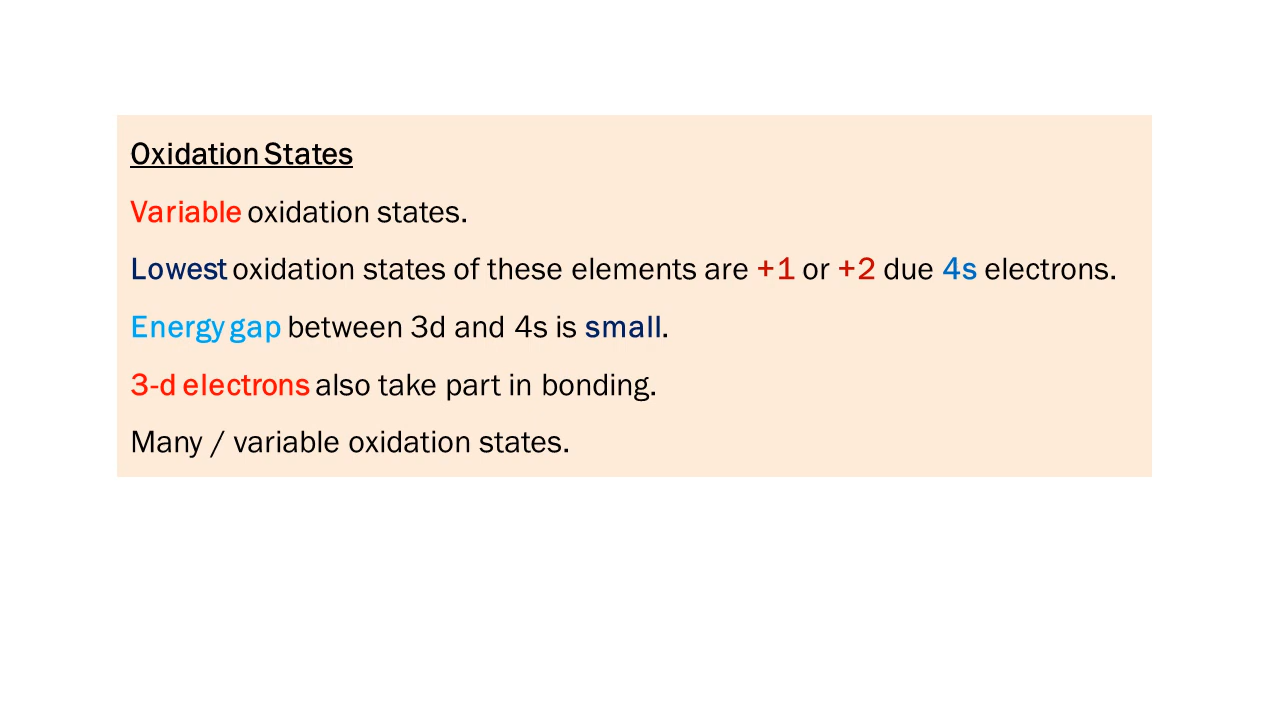 Oxidation States
Variable oxidation states.
Lowest oxidation states of these elements are +1 or +2 due 4s electrons.
Energy gap between 3d and 4s is small.
3-d electrons also take part in bonding.
Many / variable oxidation states.